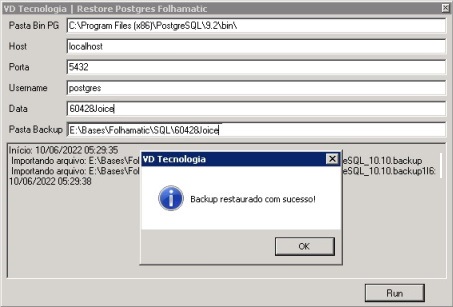 VD Tecnologia | Restore Postgres Folhamatic
Pasta Bin PG C:\Program Files (x86)\PostgreSQL\9.2\bin\
Host localhost
Porta 5432
Username postgres
Data 60428Joice
Pasta Backup E:\Bases\Folhamatic\SQL\60428Joice
Início: 10/06/2022 05:29:35
Importando arquivo: E:\Bases\Fol
eSQL_10.10.backup
Importando arquivo: E:\Bases\Fol
eSQL_10.10.backup116:
10/06/2022 05:29:38
VD Tecnologia
Backup restaurado com sucesso!
OK
Run